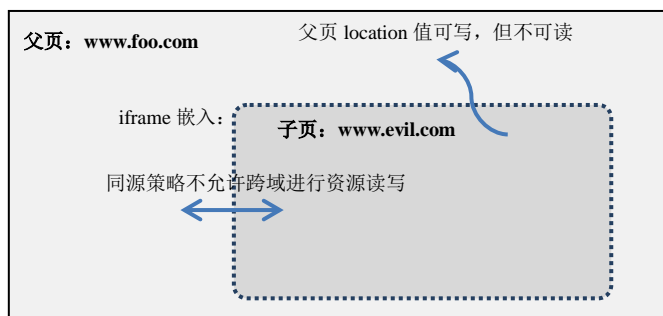 父页：www.foo.com
父页 location 值可写，但不可读
iframe 嵌入：
子页：www.evil.com
同源策略不允许跨域进行资源读写